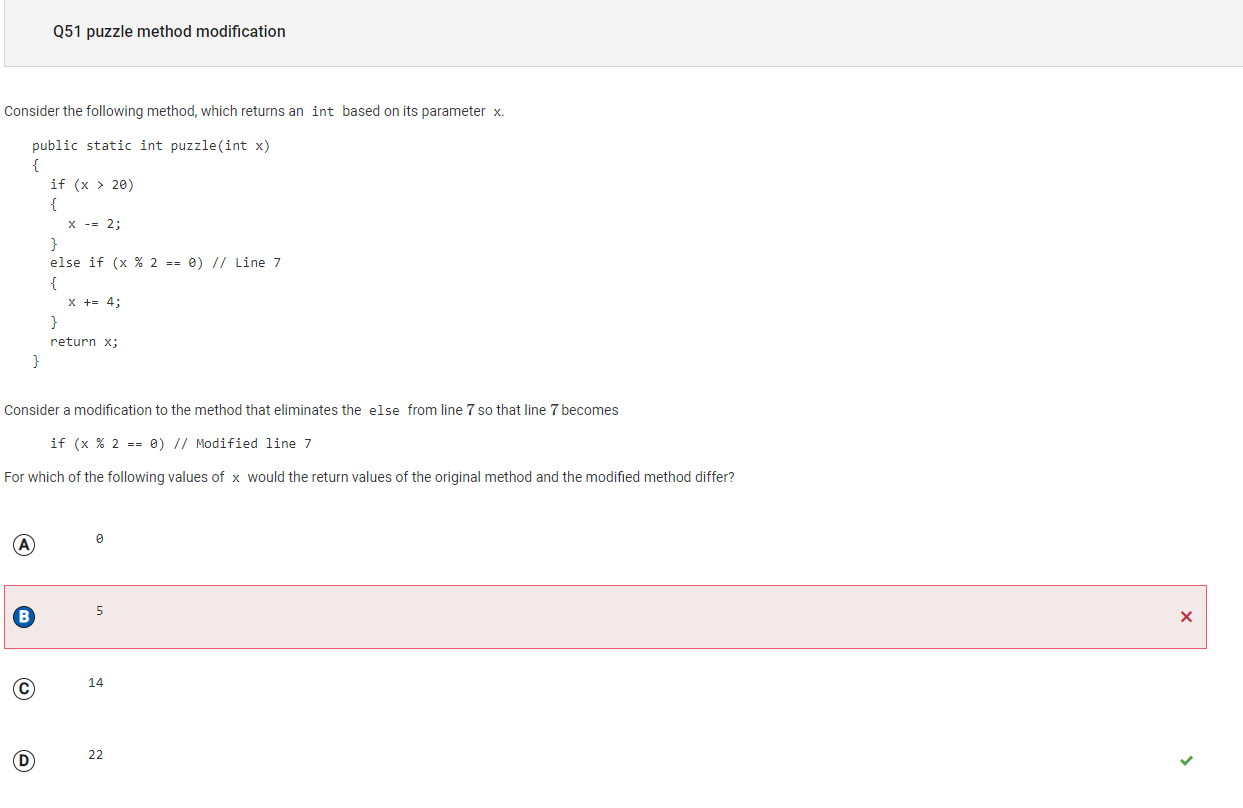 Q51 puzzle method modification
Consider the following method, which returns an int based on its parameter x.
public static int puzzle(int x)
{
if (x > 20)
{
x -= 2;
}
else if (x % 2 == 0) // Line 7
{
x += 4;
}
return x;
}
Consider a modification to the method that eliminates the else from line 7 so that line 7 becomes
if (x % 2 == 0) // Modified line 7
For which of the following values of x would the return values of the original method and the modified method differ?
A 0
B 5
C 14
D 22